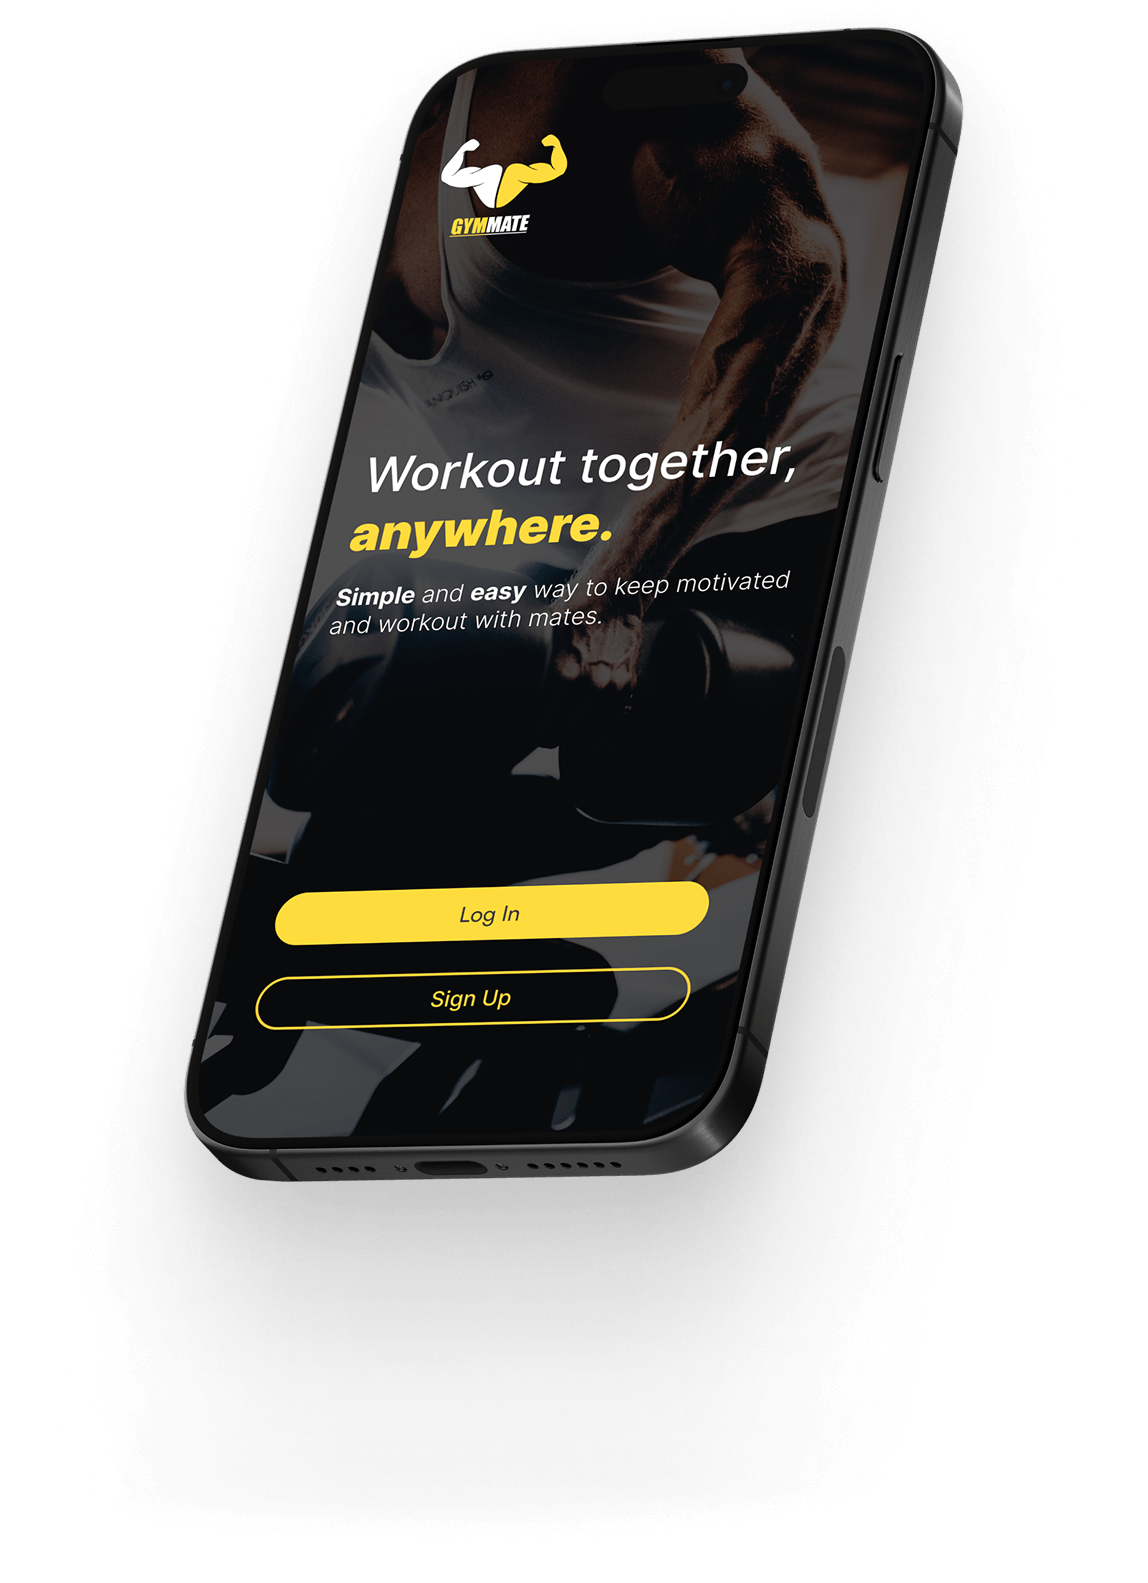 GYMMATE
Workout together,
anywhere.
Simple and easy way to keep motivated
and workout with mates.
Log In
Sign Up